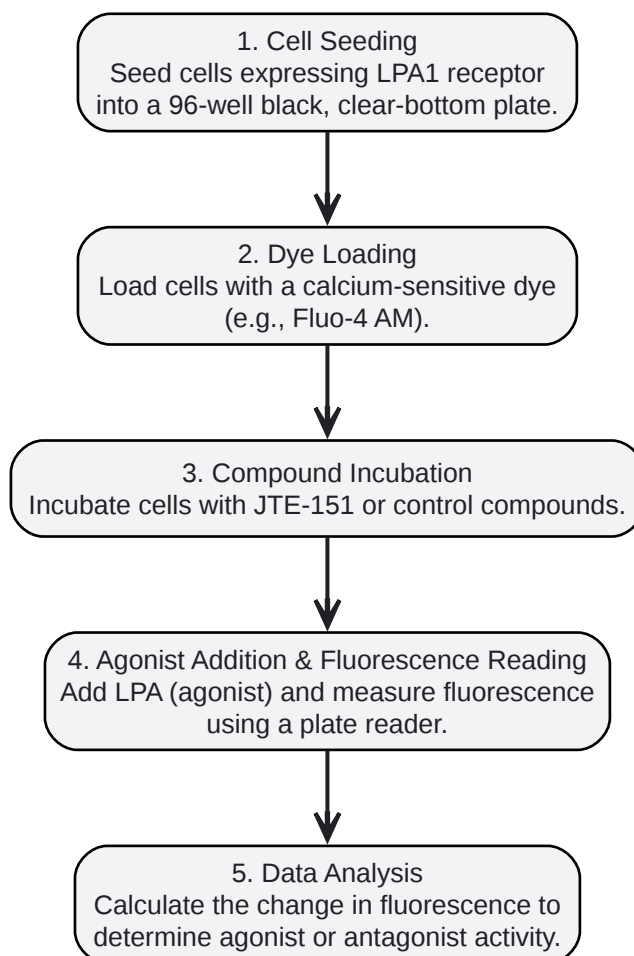 1. Cell Seeding
Seed cells expressing LPA1 receptor
into a 96-well black, clear-bottom plate.
2. Dye Loading
Load cells with a calcium-sensitive dye
(e.g., Fluo-4 AM).
3. Compound Incubation
Incubate cells with JTE-151 or control compounds.
4. Agonist Addition & Fluorescence Reading
Add LPA (agonist) and measure fluorescence
using a plate reader.
5. Data Analysis
Calculate the change in fluorescence to
determine agonist or antagonist activity.